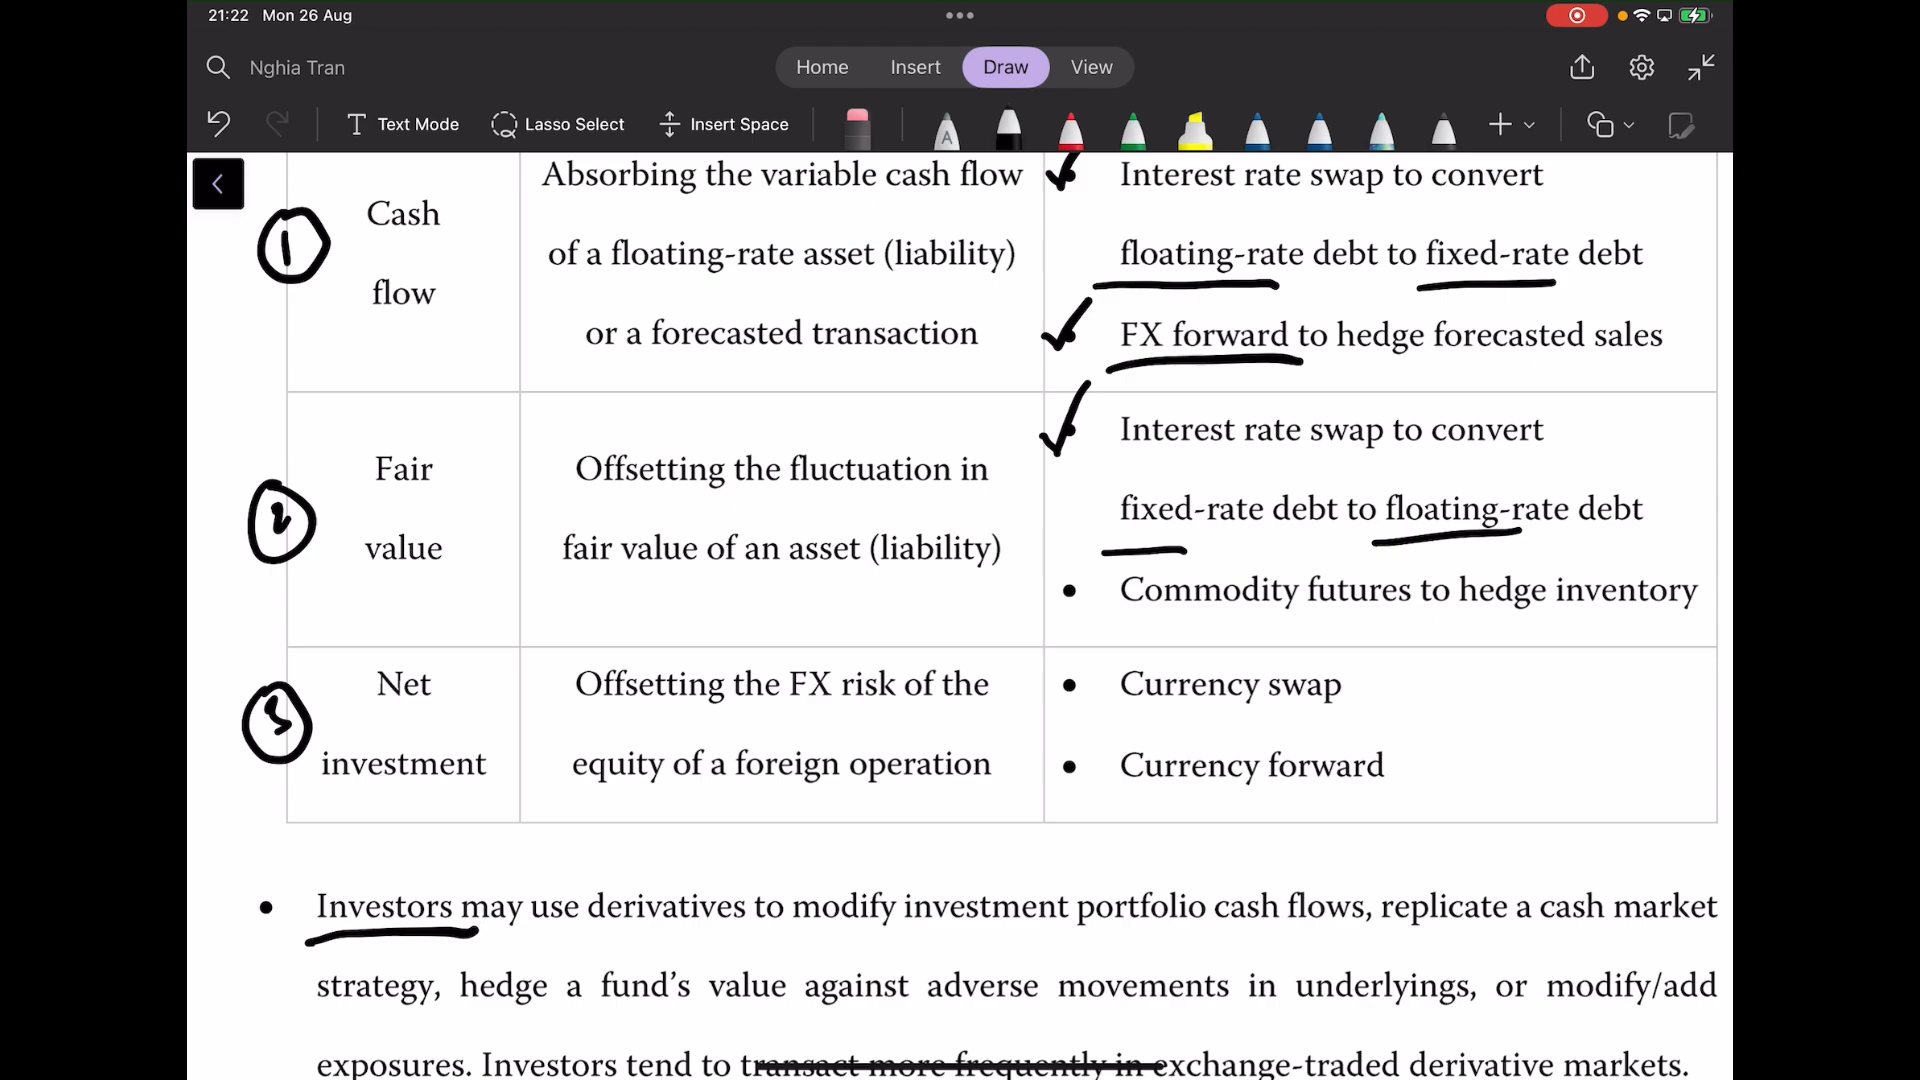 21:22 Mon 26 Aug
Nghia Tran
Home Insert Draw View
Text Mode Lasso Select Insert Space
A
1
Cash
flow
Absorbing the variable cash flow
of a floating-rate asset (liability)
or a forecasted transaction
Interest rate swap to convert
floating-rate debt to fixed-rate debt
FX forward to hedge forecasted sales
2
Fair
value
Offsetting the fluctuation in
fair value of an asset (liability)
Interest rate swap to convert
fixed-rate debt to floating-rate debt
• Commodity futures to hedge inventory
3
Net
investment
Offsetting the FX risk of the
equity of a foreign operation
• Currency swap
• Currency forward
• Investors may use derivatives to modify investment portfolio cash flows, replicate a cash market
strategy, hedge a fund’s value against adverse movements in underlyings, or modify/add
exposures. Investors tend to transact more frequently in exchange-traded derivative markets.